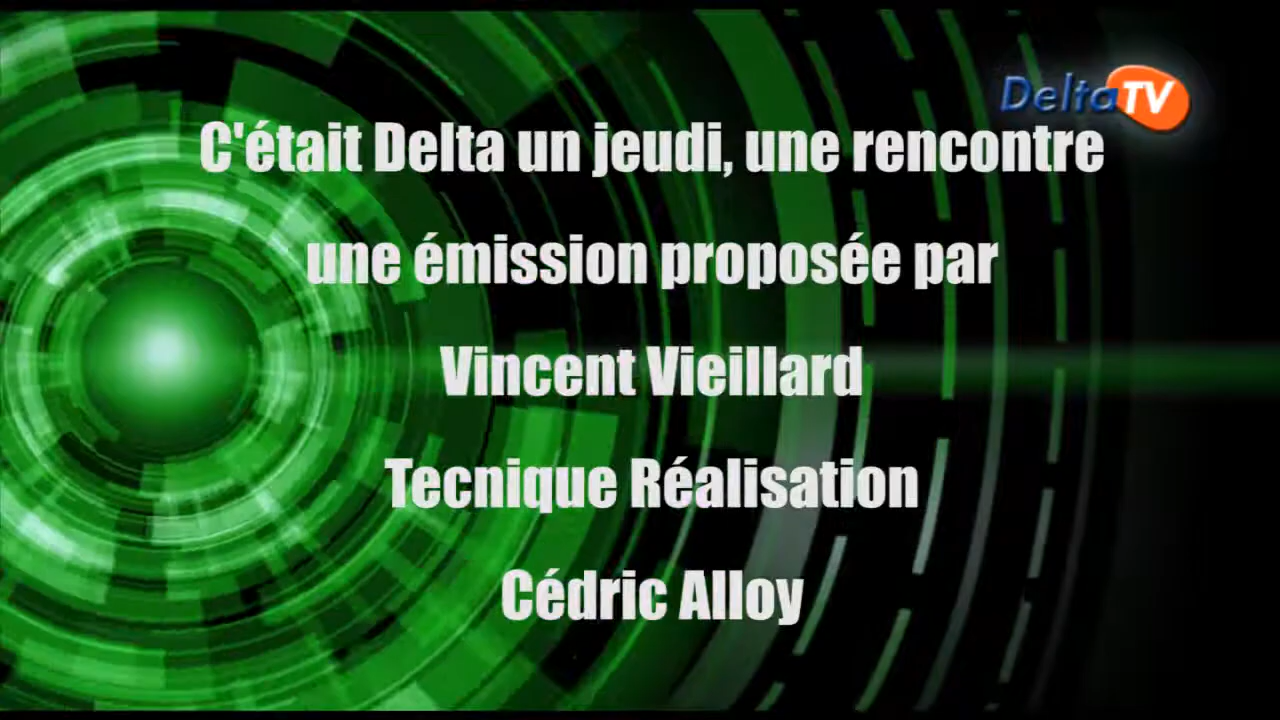 DeltaTV
C'était Delta un jeudi, une rencontre
une émission proposée par
Vincent Vieillard
Tecnique Réalisation
Cédric Alloy